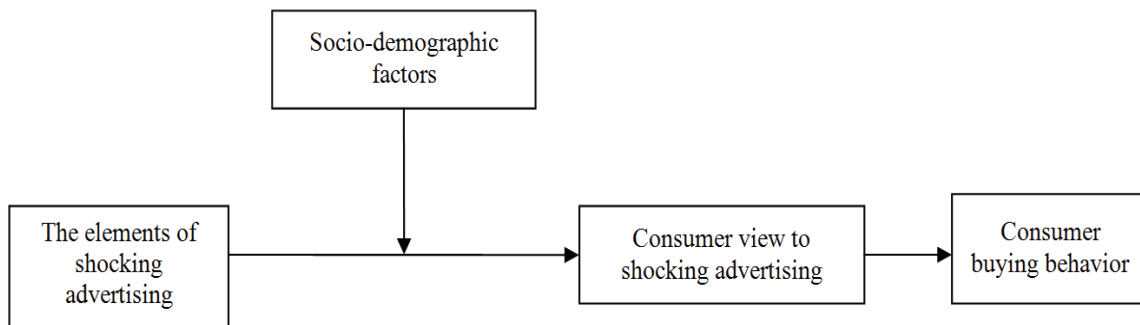 Socio-demographic
factors
The elements of
shocking
advertising
Consumer view to
shocking advertising
Consumer
buying behavior